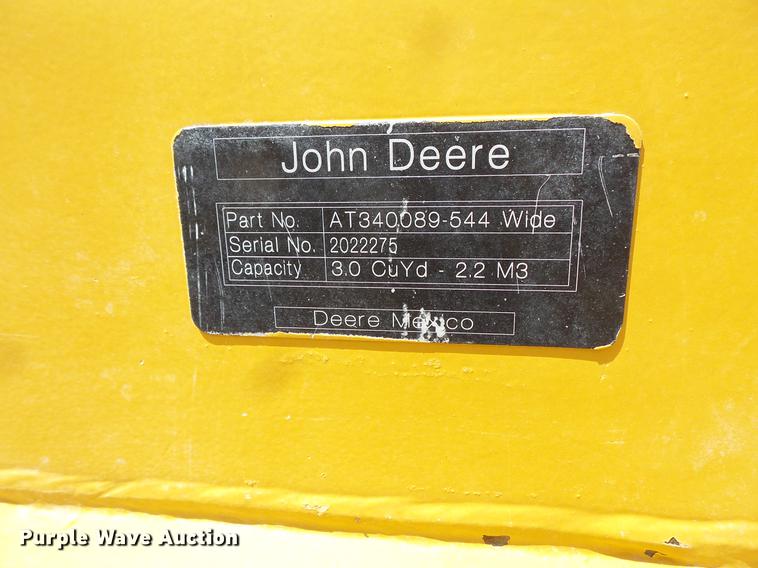 John Deere
Part No. AT340089-544 Wide
Serial No. 2022275
Capacity 3.0 CuYd - 2.2 M3
Deere Mexico
Purple Wave Auction